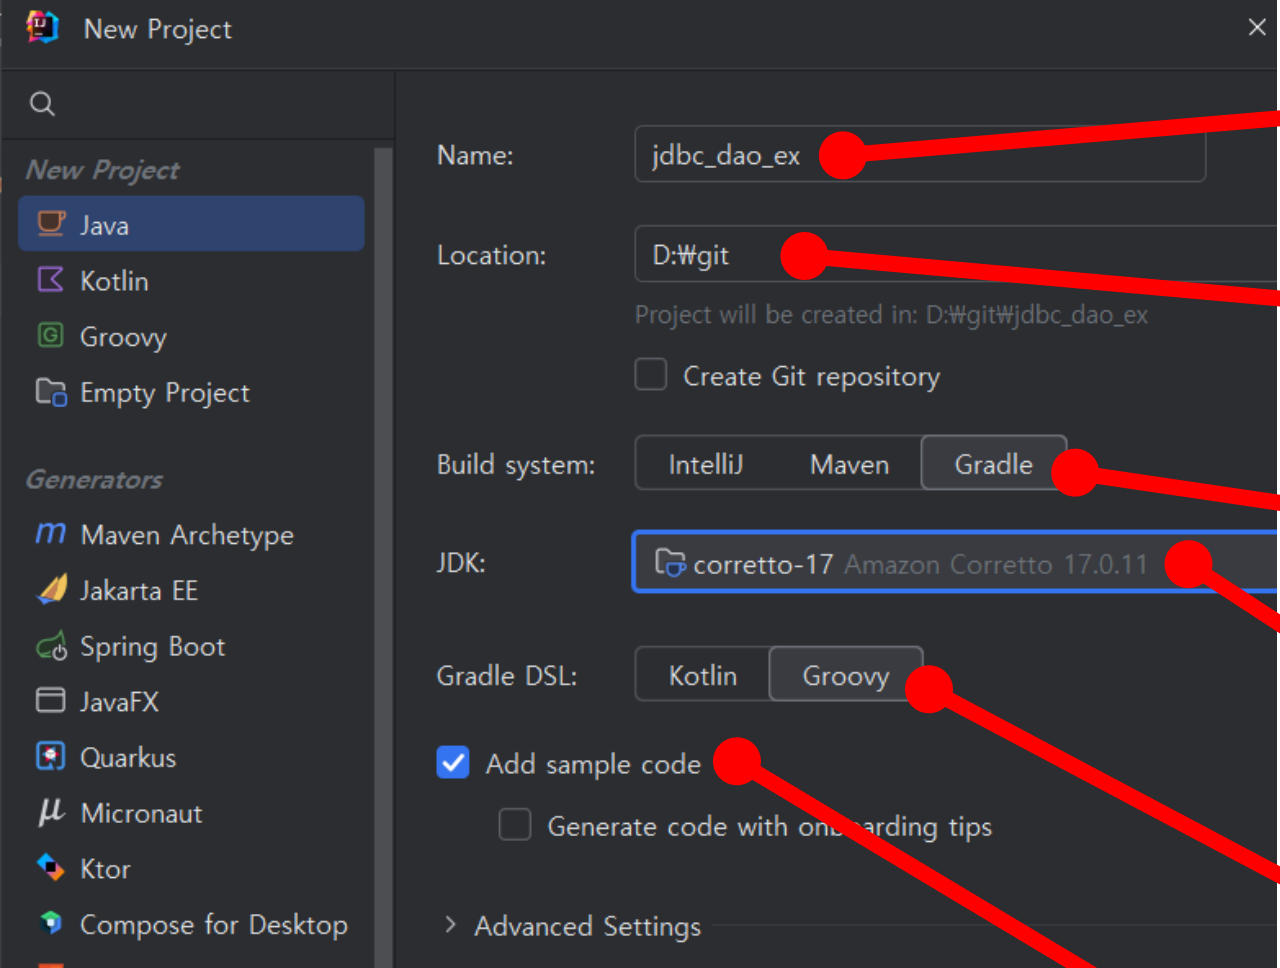 New Project
New Project
Java
Kotlin
Groovy
Empty Project
Generators
Maven Archetype
Jakarta EE
Spring Boot
JavaFX
Quarkus
Micronaut
Ktor
Compose for Desktop
Name: jdbc_dao_ex
Location: D:₩git
Project will be created in: D:₩git₩jdbc_dao_ex
Create Git repository
Build system: IntelliJ Maven Gradle
JDK: corretto-17 Amazon Corretto 17.0.11
Gradle DSL: Kotlin Groovy
Add sample code
Generate code with onboarding tips
Advanced Settings